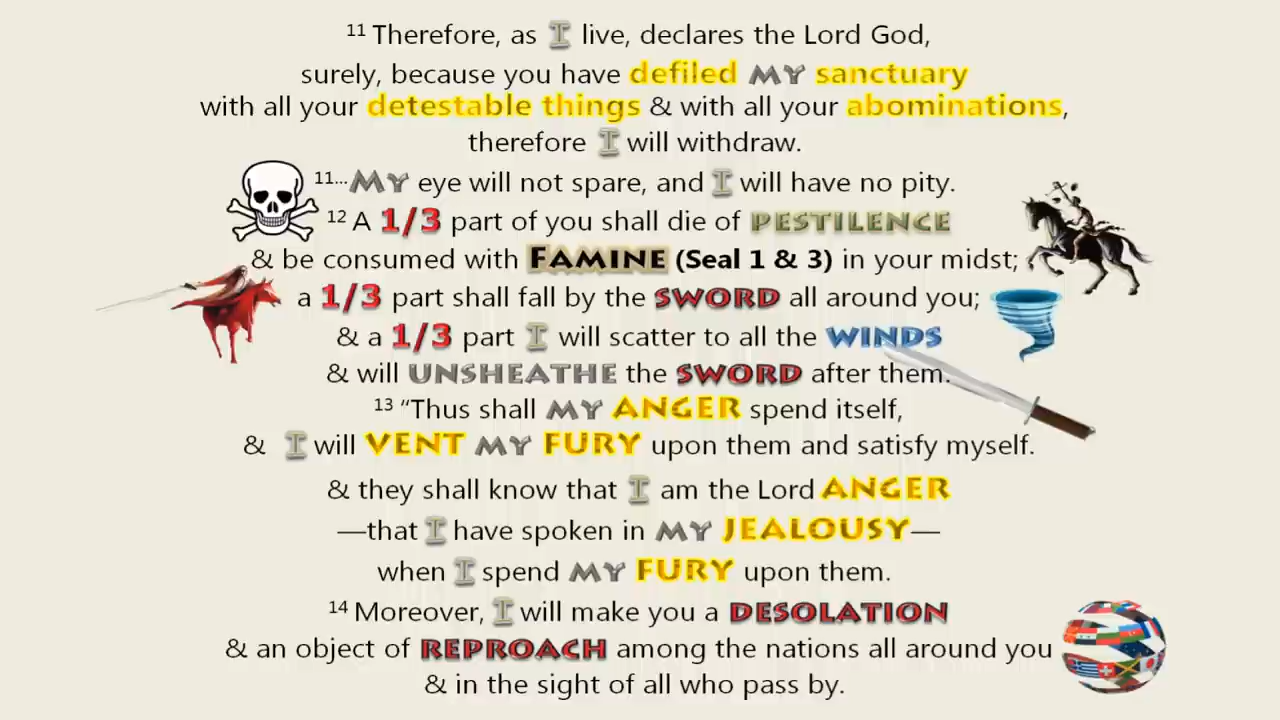 11 Therefore, as I live, declares the Lord God,
surely, because you have defiled MY sanctuary
with all your detestable things & with all your abominations,
therefore I will withdraw.
11...MY eye will not spare, and I will have no pity.
12 A 1/3 part of you shall die of PESTILENCE
& be consumed with FAMINE (Seal 1 & 3) in your midst;
a 1/3 part shall fall by the SWORD all around you;
& a 1/3 part I will scatter to all the WINDS
& will UNSHEATHE the SWORD after them.
13 “Thus shall MY ANGER spend itself,
& I will VENT MY FURY upon them and satisfy myself.
& they shall know that I am the Lord ANGER
—that I have spoken in MY JEALOUSY—
when I spend MY FURY upon them.
14 Moreover, I will make you a DESOLATION
& an object of REPROACH among the nations all around you
& in the sight of all who pass by.